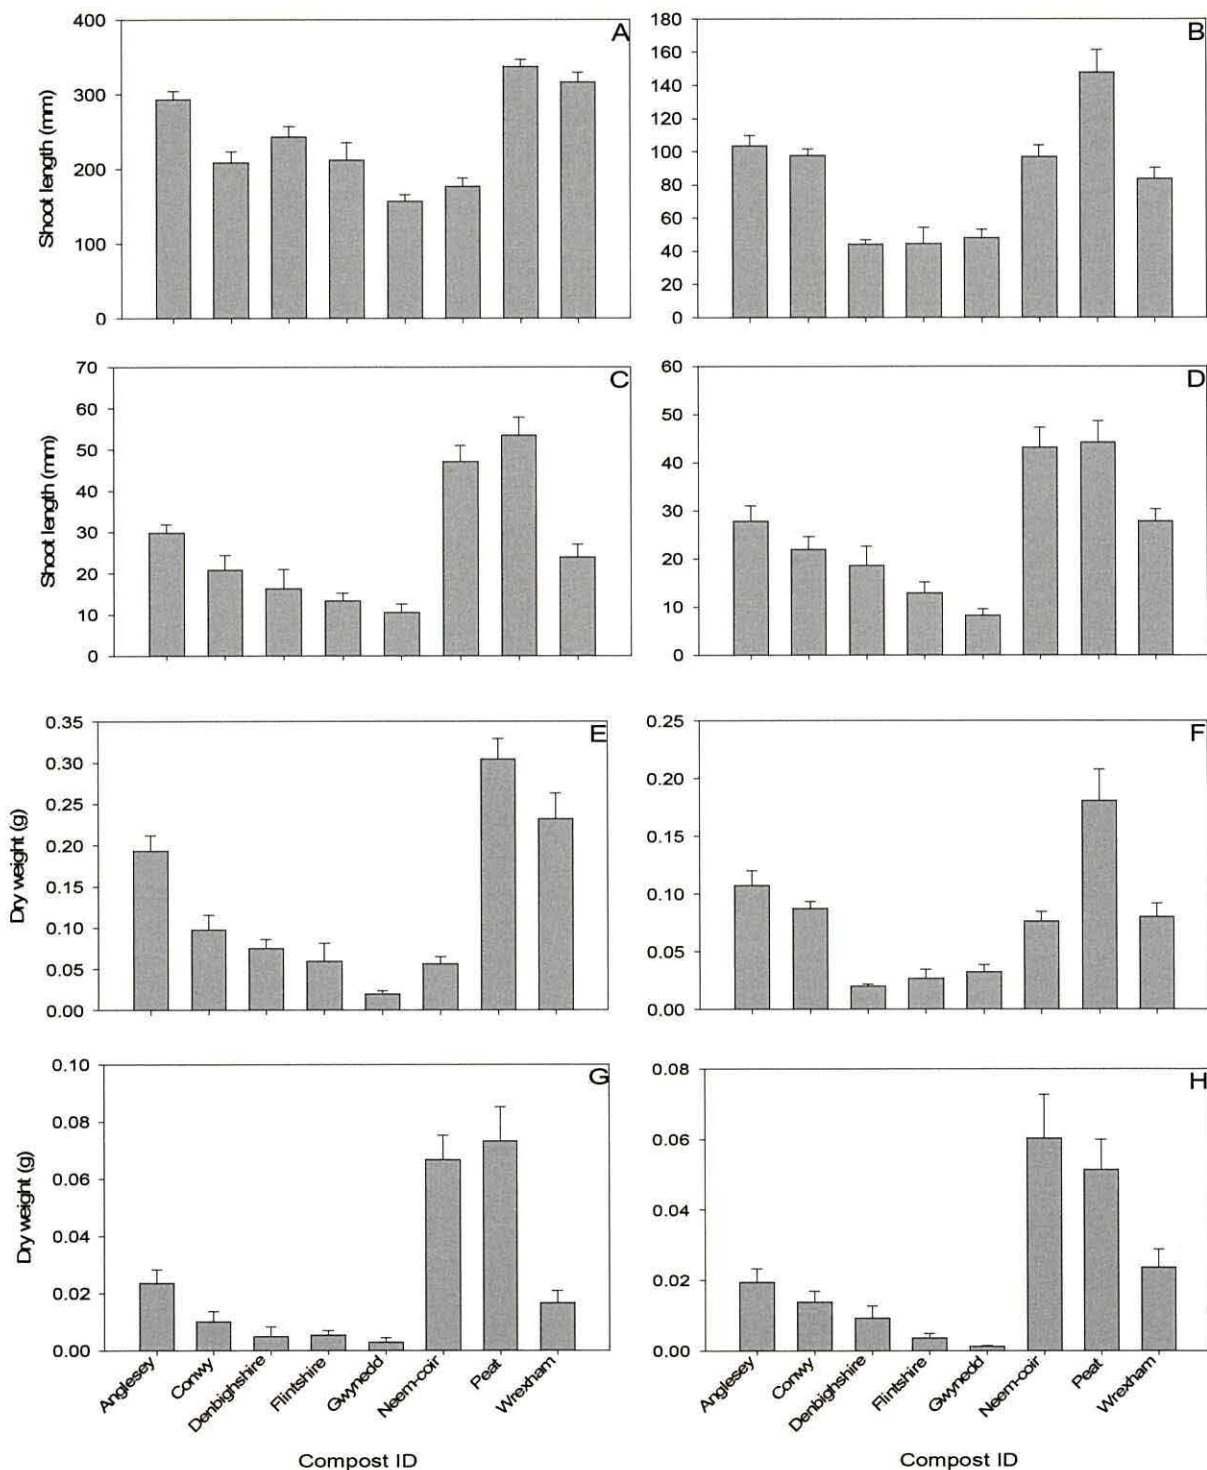 A
Shoot length (mm)
400
300
200
100
0
B
Shoot length (mm)
180
160
140
120
100
80
60
40
20
0
C
Shoot length (mm)
70
60
50
40
30
20
10
0
D
60
50
40
30
20
10
0
E
Dry weight (g)
0.35
0.30
0.25
0.20
0.15
0.10
0.05
0.00
F
0.25
0.20
0.15
0.10
0.05
0.00
G
Dry weight (g)
0.10
0.08
0.06
0.04
0.02
0.00
Anglesey
Conwy
Denbighshire
Flintshire
Gwynedd
Neem-coir
Peat
Wrexham
Compost ID
H
0.08
0.06
0.04
0.02
0.00
Anglesey
Conwy
Denbighshire
Flintshire
Gwynedd
Neem-coir
Peat
Wrexham
Compost ID